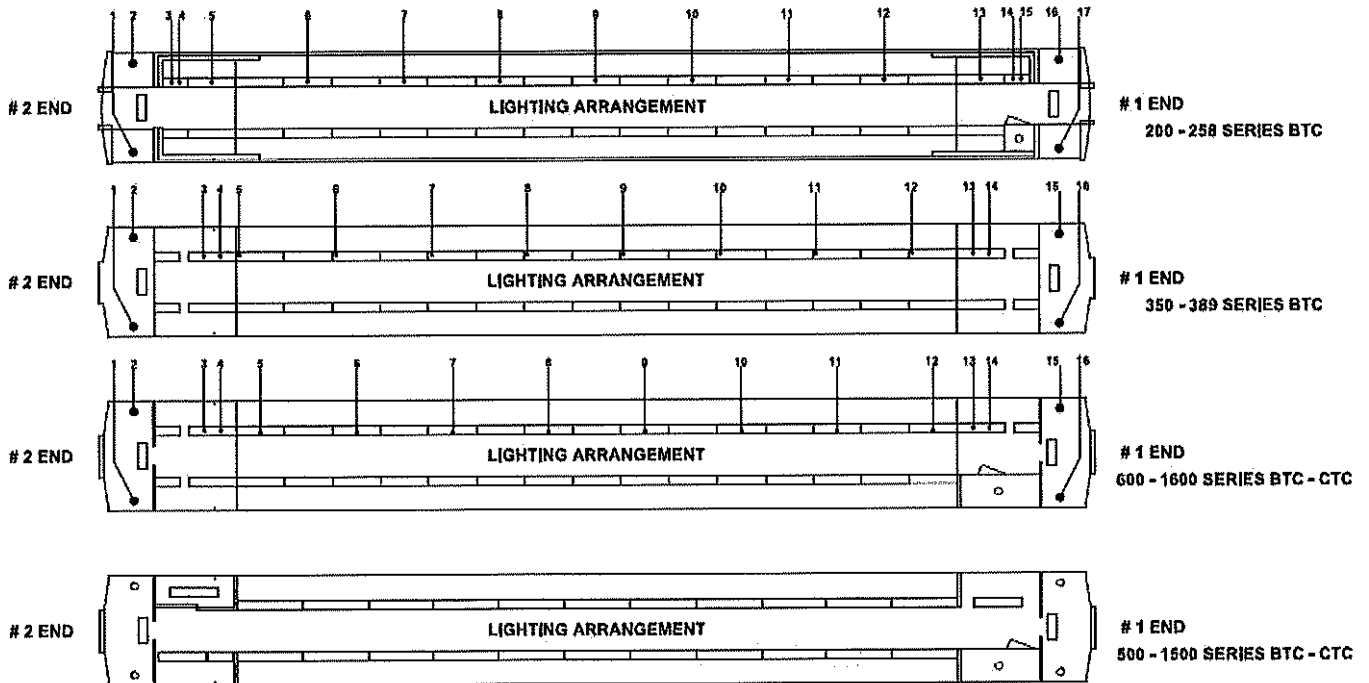 1 2 3 4 5 6 7 8 9 10 11 12 13 14 15 16 17
# 2 END LIGHTING ARRANGEMENT # 1 END
200 - 258 SERIES BTC
1 2 3 4 5 6 7 8 9 10 11 12 13 14 15 16
# 2 END LIGHTING ARRANGEMENT # 1 END
350 - 389 SERIES BTC
1 2 3 4 5 6 7 8 9 10 11 12 13 14 15 16
# 2 END LIGHTING ARRANGEMENT # 1 END
600 - 1600 SERIES BTC - CTC
# 2 END LIGHTING ARRANGEMENT # 1 END
500 - 1500 SERIES BTC - CTC